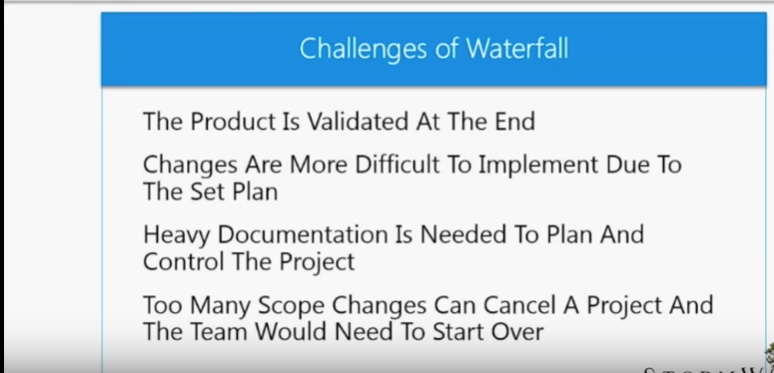 Challenges of Waterfall
The Product Is Validated At The End
Changes Are More Difficult To Implement Due To
The Set Plan
Heavy Documentation Is Needed To Plan And
Control The Project
Too Many Scope Changes Can Cancel A Project And
The Team Would Need To Start Over